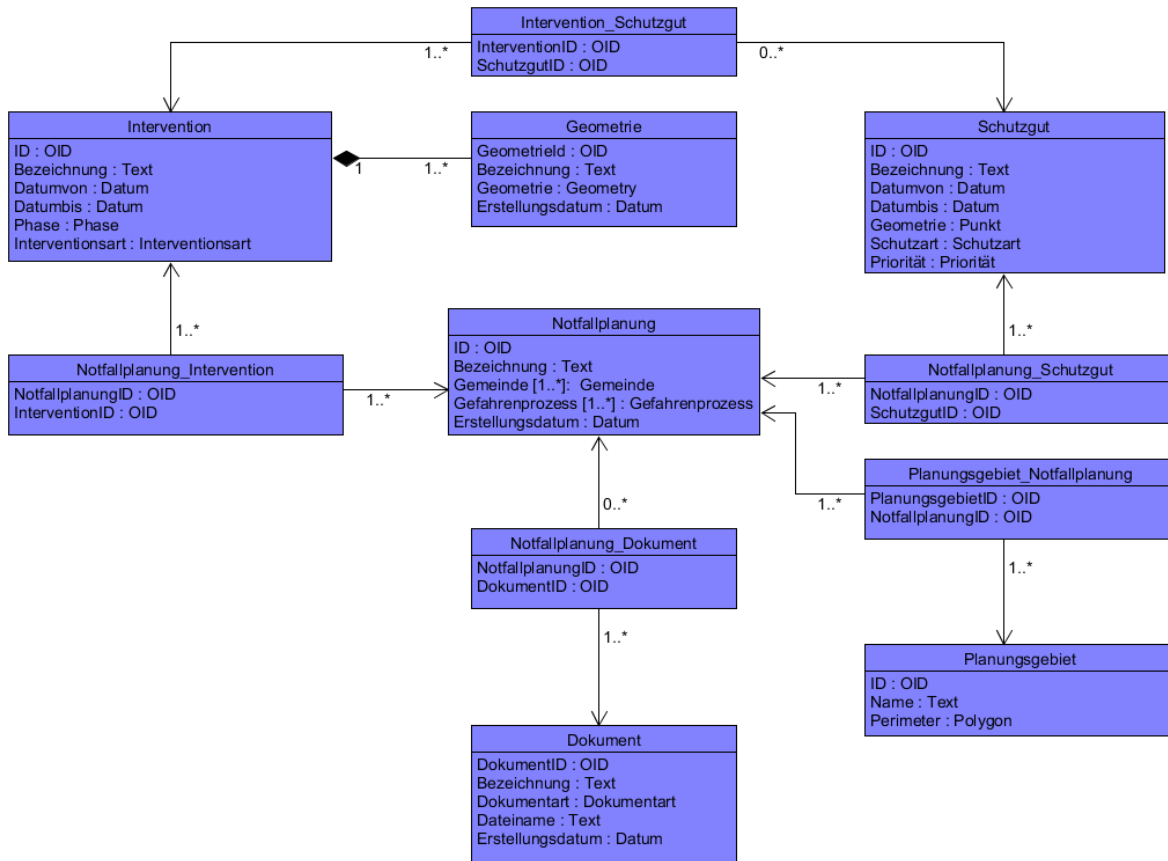 Intervention_Schutzgut
InterventionID : OID
SchutzgutID : OID
1..*
0..*
Intervention
ID : OID
Bezeichnung : Text
Datumvon : Datum
Datumbis : Datum
Phase : Phase
Interventionsart : Interventionsart
1
1..*
Geometrie
GeometrieId : OID
Bezeichnung : Text
Geometrie : Geometry
Erstellungsdatum : Datum
Schutzgut
ID : OID
Bezeichnung : Text
Datumvon : Datum
Datumbis : Datum
Geometrie : Punkt
Schutzart : Schutzart
Priorität : Priorität
1..*
1..*
Notfallplanung_Intervention
NotfallplanungID : OID
InterventionID : OID
1..*
Notfallplanung
ID : OID
Bezeichnung : Text
Gemeinde [1..*]: Gemeinde
Gefahrenprozess [1..*] : Gefahrenprozess
Erstellungsdatum : Datum
1..*
Notfallplanung_Schutzgut
NotfallplanungID : OID
SchutzgutID : OID
1..*
Planungsgebiet_Notfallplanung
PlanungsgebietID : OID
NotfallplanungID : OID
0..*
Notfallplanung_Dokument
NotfallplanungID : OID
DokumentID : OID
1..*
1..*
Planungsgebiet
ID : OID
Name : Text
Perimeter : Polygon
Dokument
DokumentID : OID
Bezeichnung : Text
Dokumentart : Dokumentart
Dateiname : Text
Erstellungsdatum : Datum